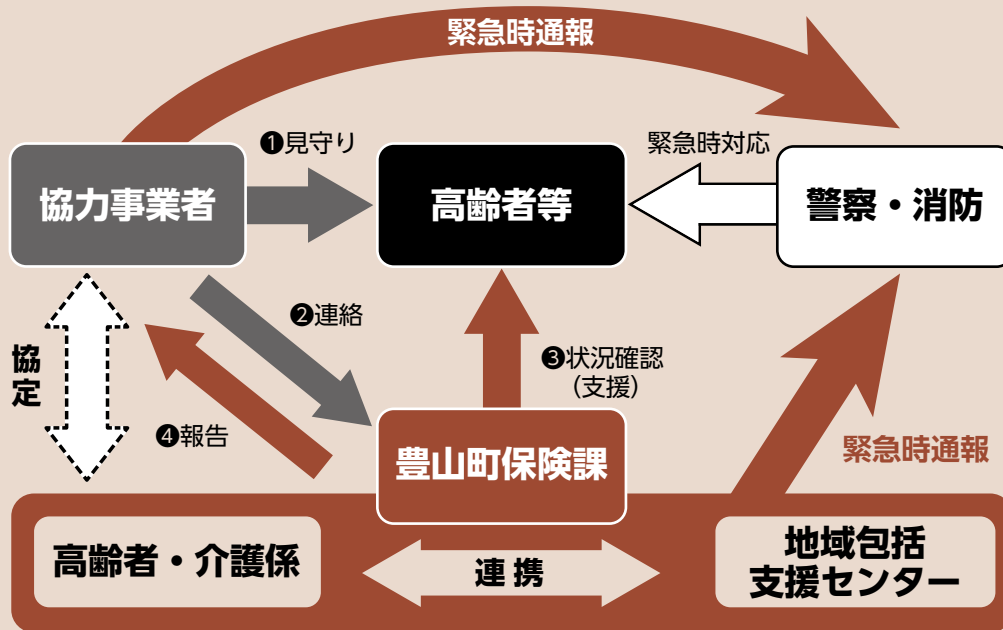 緊急時通報
❶見守り
緊急時対応
協力事業者
高齢者等
警察・消防
❷連絡
協定
❸状況確認
(支援)
❹報告
緊急時通報
豊山町保険課
高齢者・介護係
連携
地域包括
支援センター